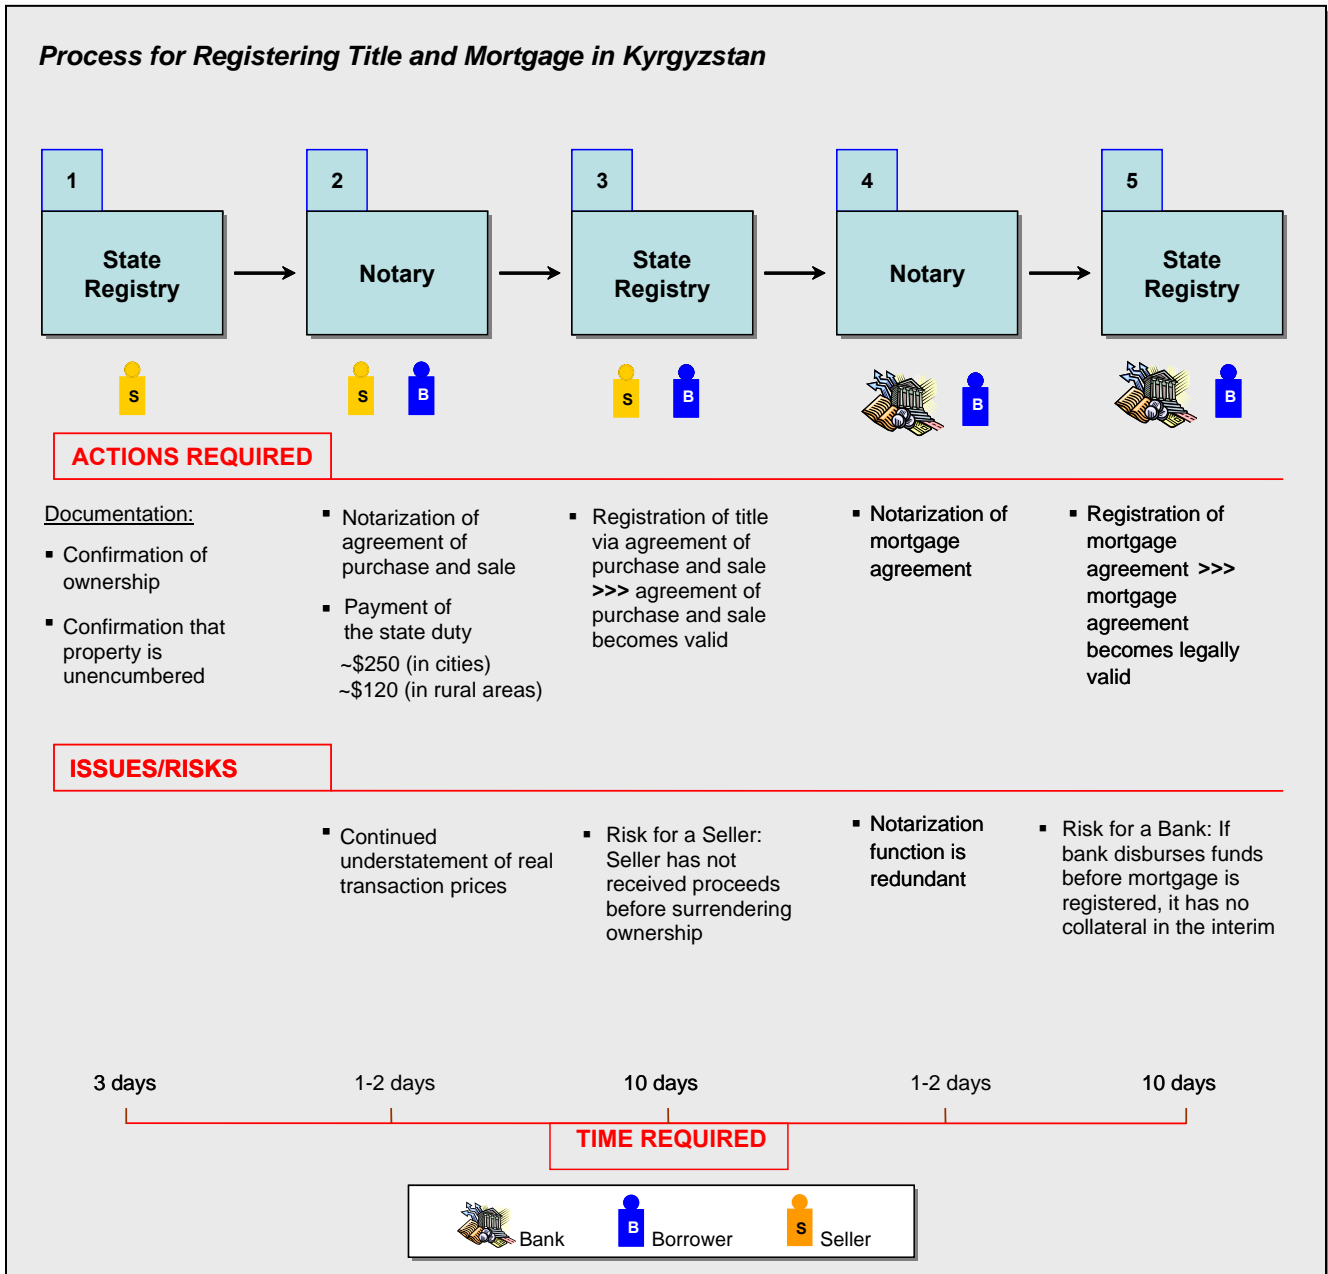 Process for Registering Title and Mortgage in Kyrgyzstan
1
2
3
4
5
State
Registry
Notary
State
Registry
Notary
State
Registry
S
S
B
S
B
B
B
ACTIONS REQUIRED
Documentation:
▪ Confirmation of
ownership
▪ Confirmation that
property is
unencumbered
▪ Notarization of
agreement of
purchase and sale
▪ Payment of
the state duty
~$250 (in cities)
~$120 (in rural areas)
▪ Registration of title
via agreement of
purchase and sale
>>> agreement of
purchase and sale
becomes valid
▪ Notarization of
mortgage
agreement
▪ Registration of
mortgage
agreement >>>
mortgage
agreement
becomes legally
valid
ISSUES/RISKS
▪ Continued
understatement of real
transaction prices
▪ Risk for a Seller:
Seller has not
received proceeds
before surrendering
ownership
▪ Notarization
function is
redundant
▪ Risk for a Bank: If
bank disburses funds
before mortgage is
registered, it has no
collateral in the interim
3 days
1-2 days
10 days
1-2 days
10 days
TIME REQUIRED
Bank
B
Borrower
S
Seller